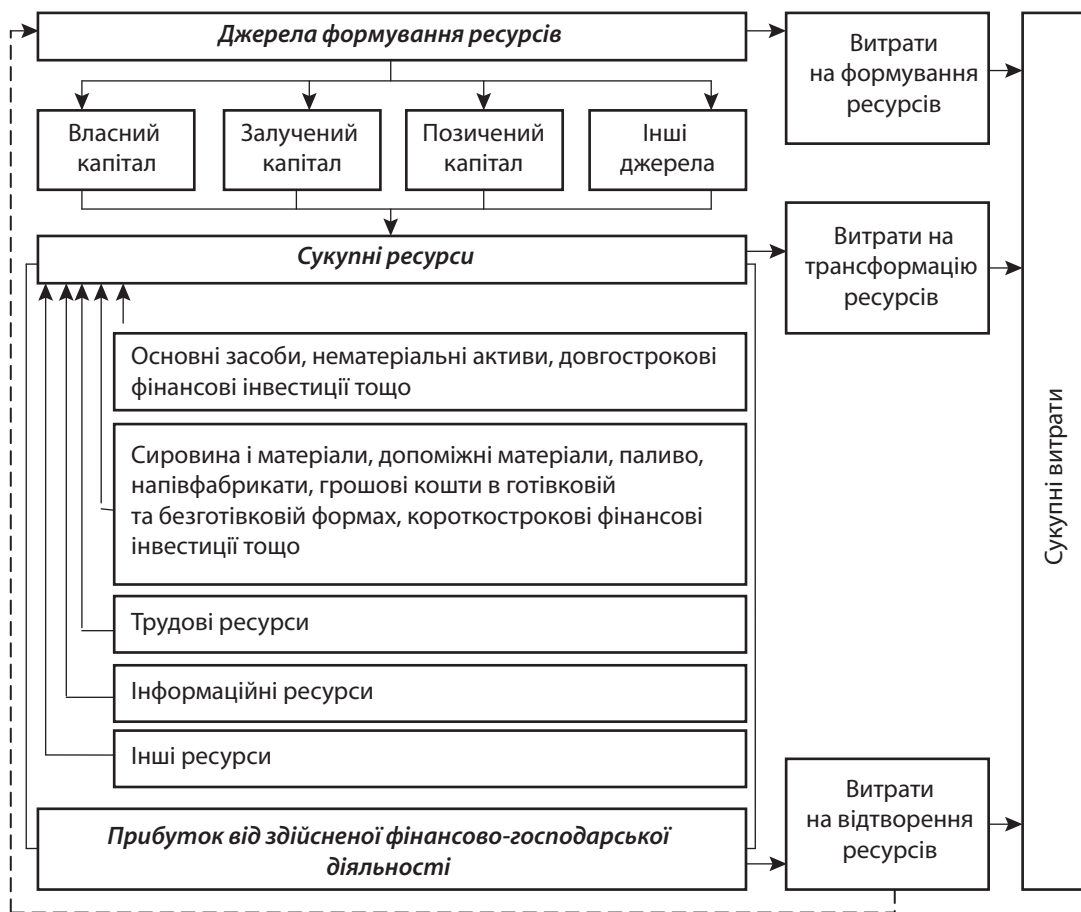 Джерела формування ресурсів
Витрати
на формування
ресурсів
Власний
капітал
Залучений
капітал
Позичений
капітал
Інші
джерела
Сукупні ресурси
Витрати на
трансформацію
ресурсів
Основні засоби, нематеріальні активи, довгострокові
фінансові інвестиції тощо
Сировина і матеріали, допоміжні матеріали, паливо,
напівфабрикати, грошові кошти в готівковій
та безготівковій формах, короткострокові фінансові
інвестиції тощо
Трудові ресурси
Інформаційні ресурси
Інші ресурси
Прибуток від здійсненої фінансово-господарської
діяльності
Витрати
на відтворення
ресурсів
Сукупні витрати